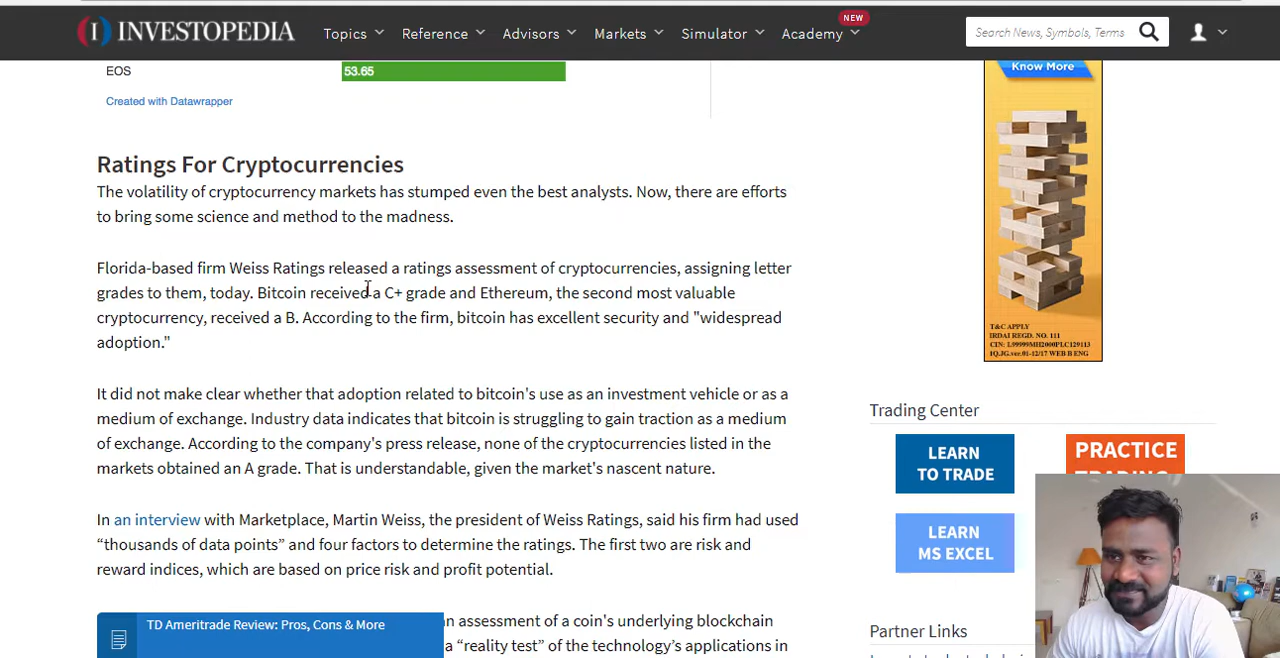 INVESTOPEDIA
Topics
Reference
Advisors
Markets
Simulator
Academy
NEW
Search News, Symbols, Terms
EOS
53.65
Created with Datawrapper
Ratings For Cryptocurrencies
The volatility of cryptocurrency markets has stumped even the best analysts. Now, there are efforts
to bring some science and method to the madness.
Florida-based firm Weiss Ratings released a ratings assessment of cryptocurrencies, assigning letter
grades to them, today. Bitcoin received a C+ grade and Ethereum, the second most valuable
cryptocurrency, received a B. According to the firm, bitcoin has excellent security and "widespread
adoption."
It did not make clear whether that adoption related to bitcoin's use as an investment vehicle or as a
medium of exchange. Industry data indicates that bitcoin is struggling to gain traction as a medium
of exchange. According to the company's press release, none of the cryptocurrencies listed in the
markets obtained an A grade. That is understandable, given the market's nascent nature.
In an interview with Marketplace, Martin Weiss, the president of Weiss Ratings, said his firm had used
“thousands of data points” and four factors to determine the ratings. The first two are risk and
reward indices, which are based on price risk and profit potential.
TD Ameritrade Review: Pros, Cons & More
an assessment of a coin's underlying blockchain
a “reality test” of the technology’s applications in
Know More
T&C APPLY
IRDAI REGD. NO. 111
CIN: L99999MH2000PLC129113
1Q.JG.ver.01-12/17 WEB B ENG
Trading Center
LEARN
TO TRADE
PRACTICE
TRADING
LEARN
MS EXCEL
Partner Links